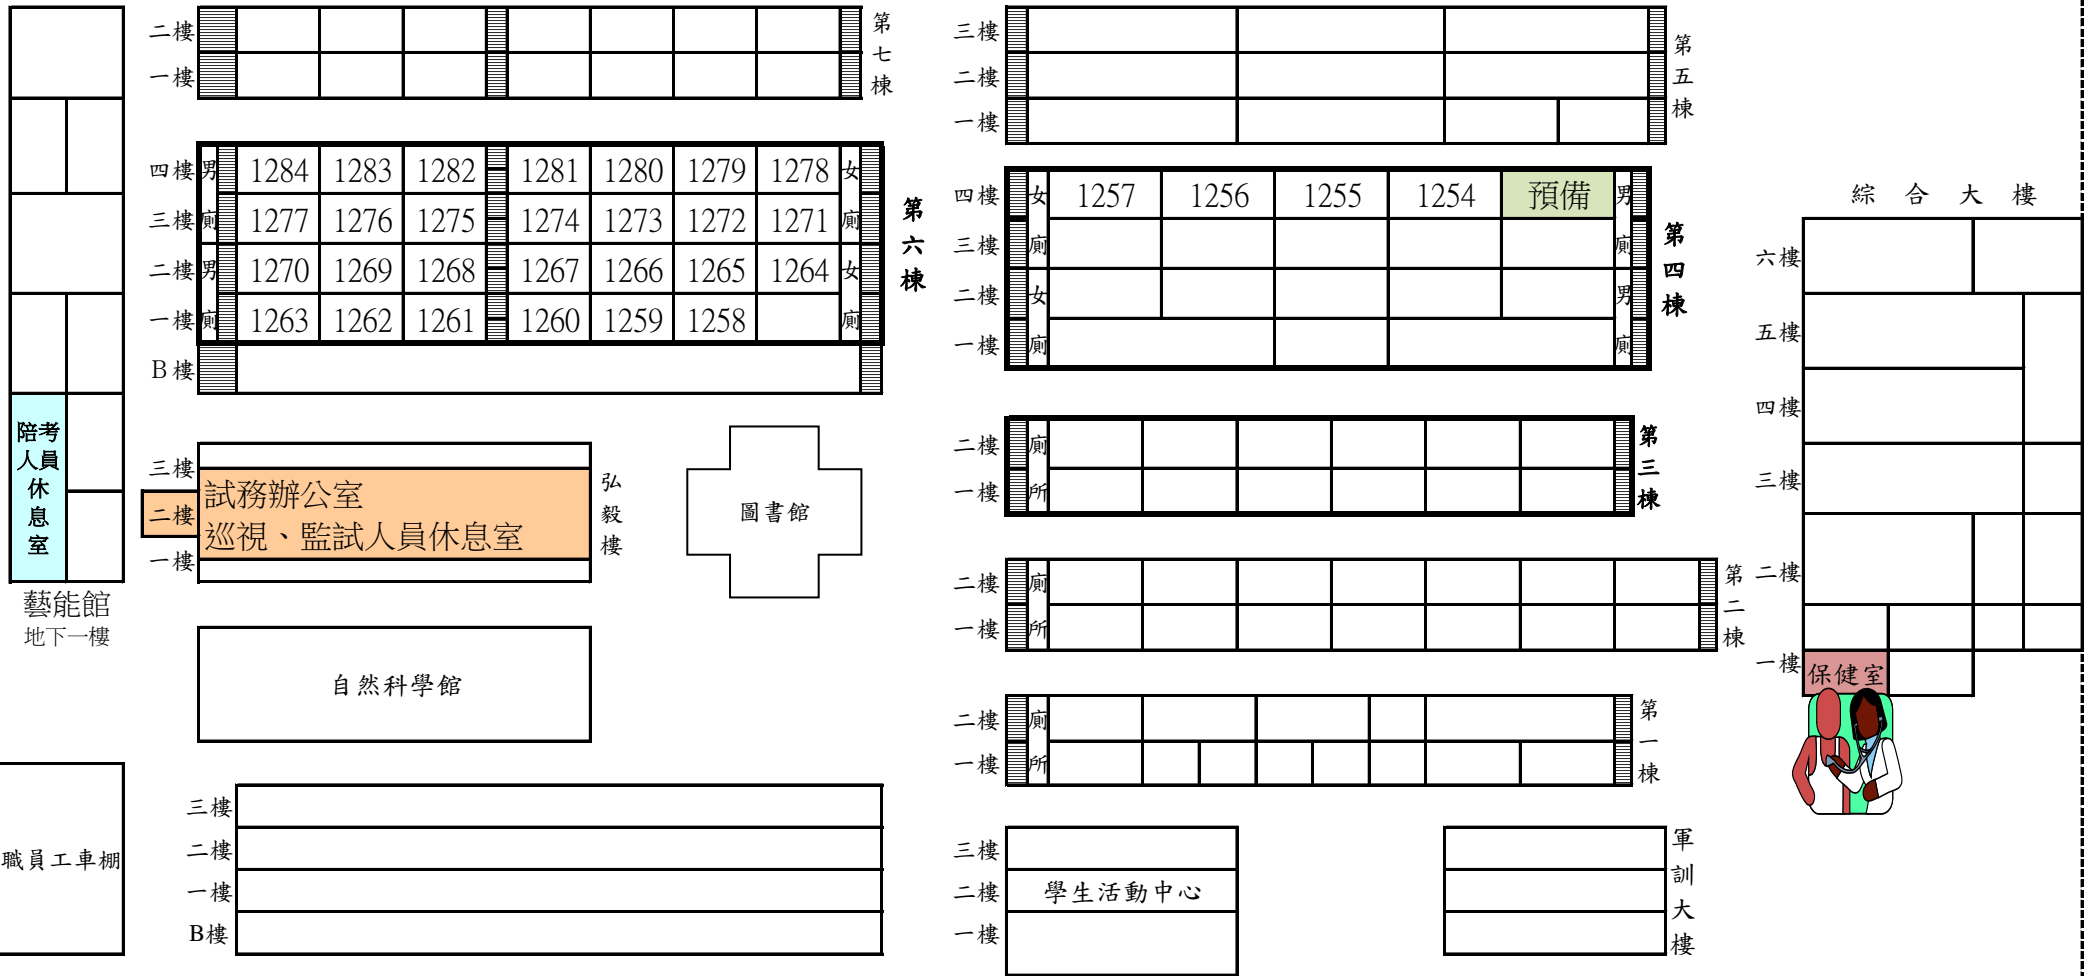 二樓
一樓
第七棟
三樓
二樓
一樓
第五棟
四樓 男 1284 1283 1282 1281 1280 1279 1278 女
三樓 廁 1277 1276 1275 1274 1273 1272 1271 廁
二樓 男 1270 1269 1268 1267 1266 1265 1264 女
一樓 廁 1263 1262 1261 1260 1259 1258 廁
B樓
第六棟
四樓 女 1257 1256 1255 1254 預備 男
三樓 廁 廁
二樓 女 男
一樓 廁 廁
第四棟
綜合大樓
六樓
五樓
四樓
三樓
二樓
一樓 保健室
陪考
人員
休
息
室
藝能館
地下一樓
三樓
二樓
一樓
試務辦公室
巡視、監試人員休息室
弘毅樓
圖書館
二樓 廁
一樓 所
第三棟
二樓 廁
一樓 所
第二棟
自然科學館
二樓 廁
一樓 所
第一棟
職員工車棚
三樓
二樓
一樓
B樓
三樓
二樓 學生活動中心
一樓
軍訓大樓